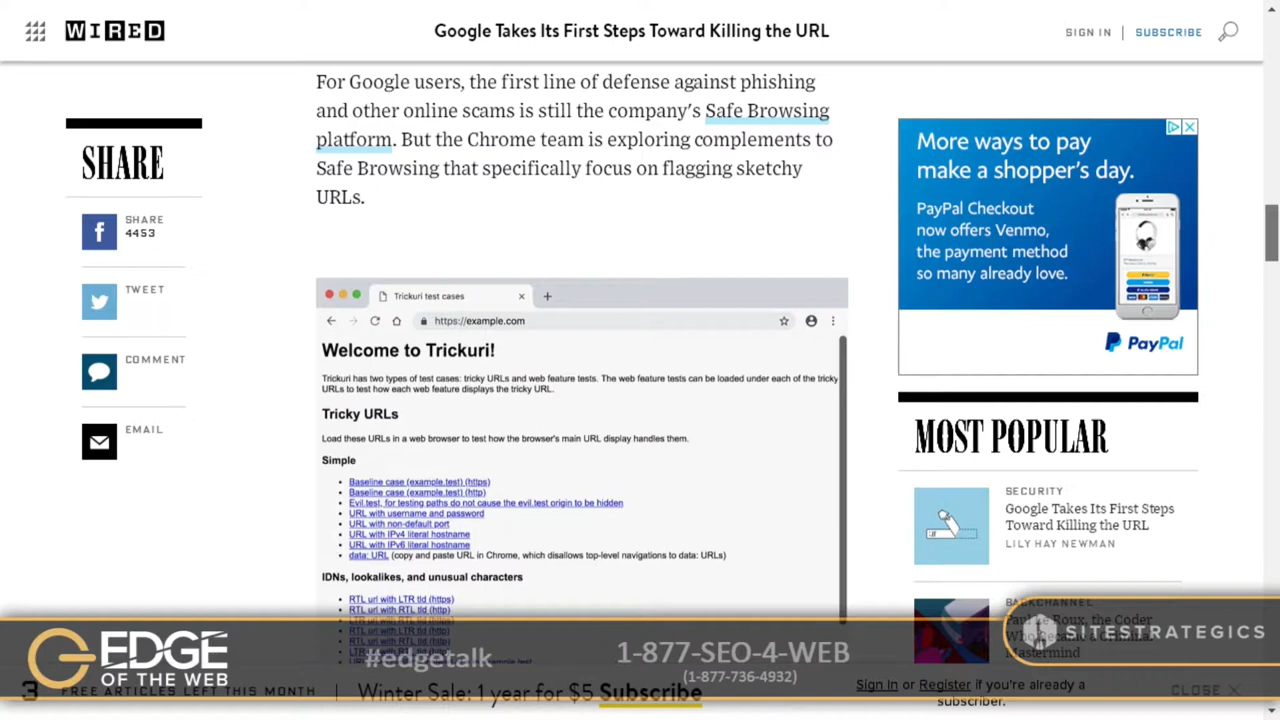 WIRED
Google Takes Its First Steps Toward Killing the URL
SIGN IN | SUBSCRIBE
For Google users, the first line of defense against phishing
and other online scams is still the company's Safe Browsing
platform. But the Chrome team is exploring complements to
Safe Browsing that specifically focus on flagging sketchy
URLs.
SHARE
SHARE
4453
TWEET
COMMENT
EMAIL
Trickuri test cases
https://example.com
Welcome to Trickuri!
Trickuri has two types of test cases: tricky URLs and web feature tests. The web feature tests can be loaded under each of the tricky
URLs to test how each web feature displays the tricky URL.
Tricky URLs
Load these URLs in a web browser to test how the browser's main URL display handles them.
Simple
Baseline case (example.test) (https)
Baseline case (example.test) (http)
Evil.test, for testing paths do not cause the evil.test origin to be hidden
URL with username and password
URL with non-default port
URL with IPv4 literal hostname
URL with IPv6 literal hostname
data: URL (copy and paste URL in Chrome, which disallows top-level navigations to data: URLs)
IDNs, lookalikes, and unusual characters
RTL url with LTR tld (https)
RTL url with RTL tld (http)
More ways to pay
make a shopper's day.
PayPal Checkout
now offers Venmo,
the payment method
so many already love.
PayPal
MOST POPULAR
SECURITY
Google Takes Its First Steps
Toward Killing the URL
LILY HAY NEWMAN
BACKCHANNEL
Paul Le Roux, the Coder
Mastermind
SITESTRATEGICS
EDGE
OF THE WEB
#edgetalk
1-877-SEO-4-WEB
(1-877-736-4932)
3 FREE ARTICLES LEFT THIS MONTH
Winter Sale: 1 year for $5 Subscribe
Sign In or Register if you're already a
subscriber.
CLOSE X